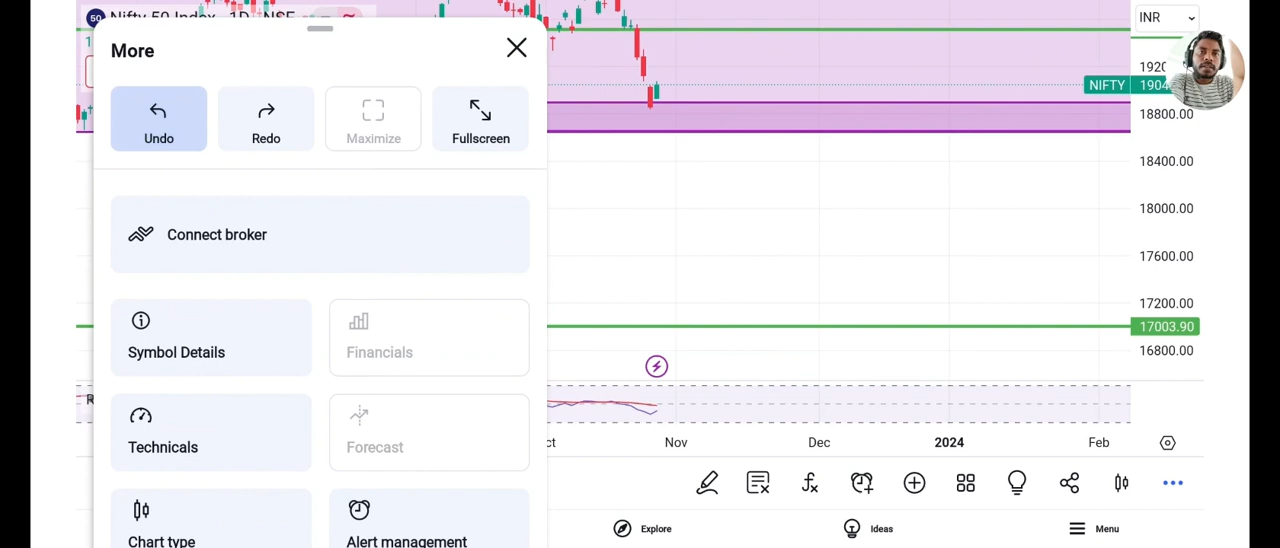 50 Nifty 50 Index · 1D · NSE
INR
More
Undo
Redo
Maximize
Fullscreen
Connect broker
Symbol Details
Financials
Technicals
Forecast
Chart type
Alert management
NIFTY 1904
18800.00
18400.00
18000.00
17600.00
17200.00
17003.90
16800.00
Nov
Dec
2024
Feb
Explore
Ideas
Menu